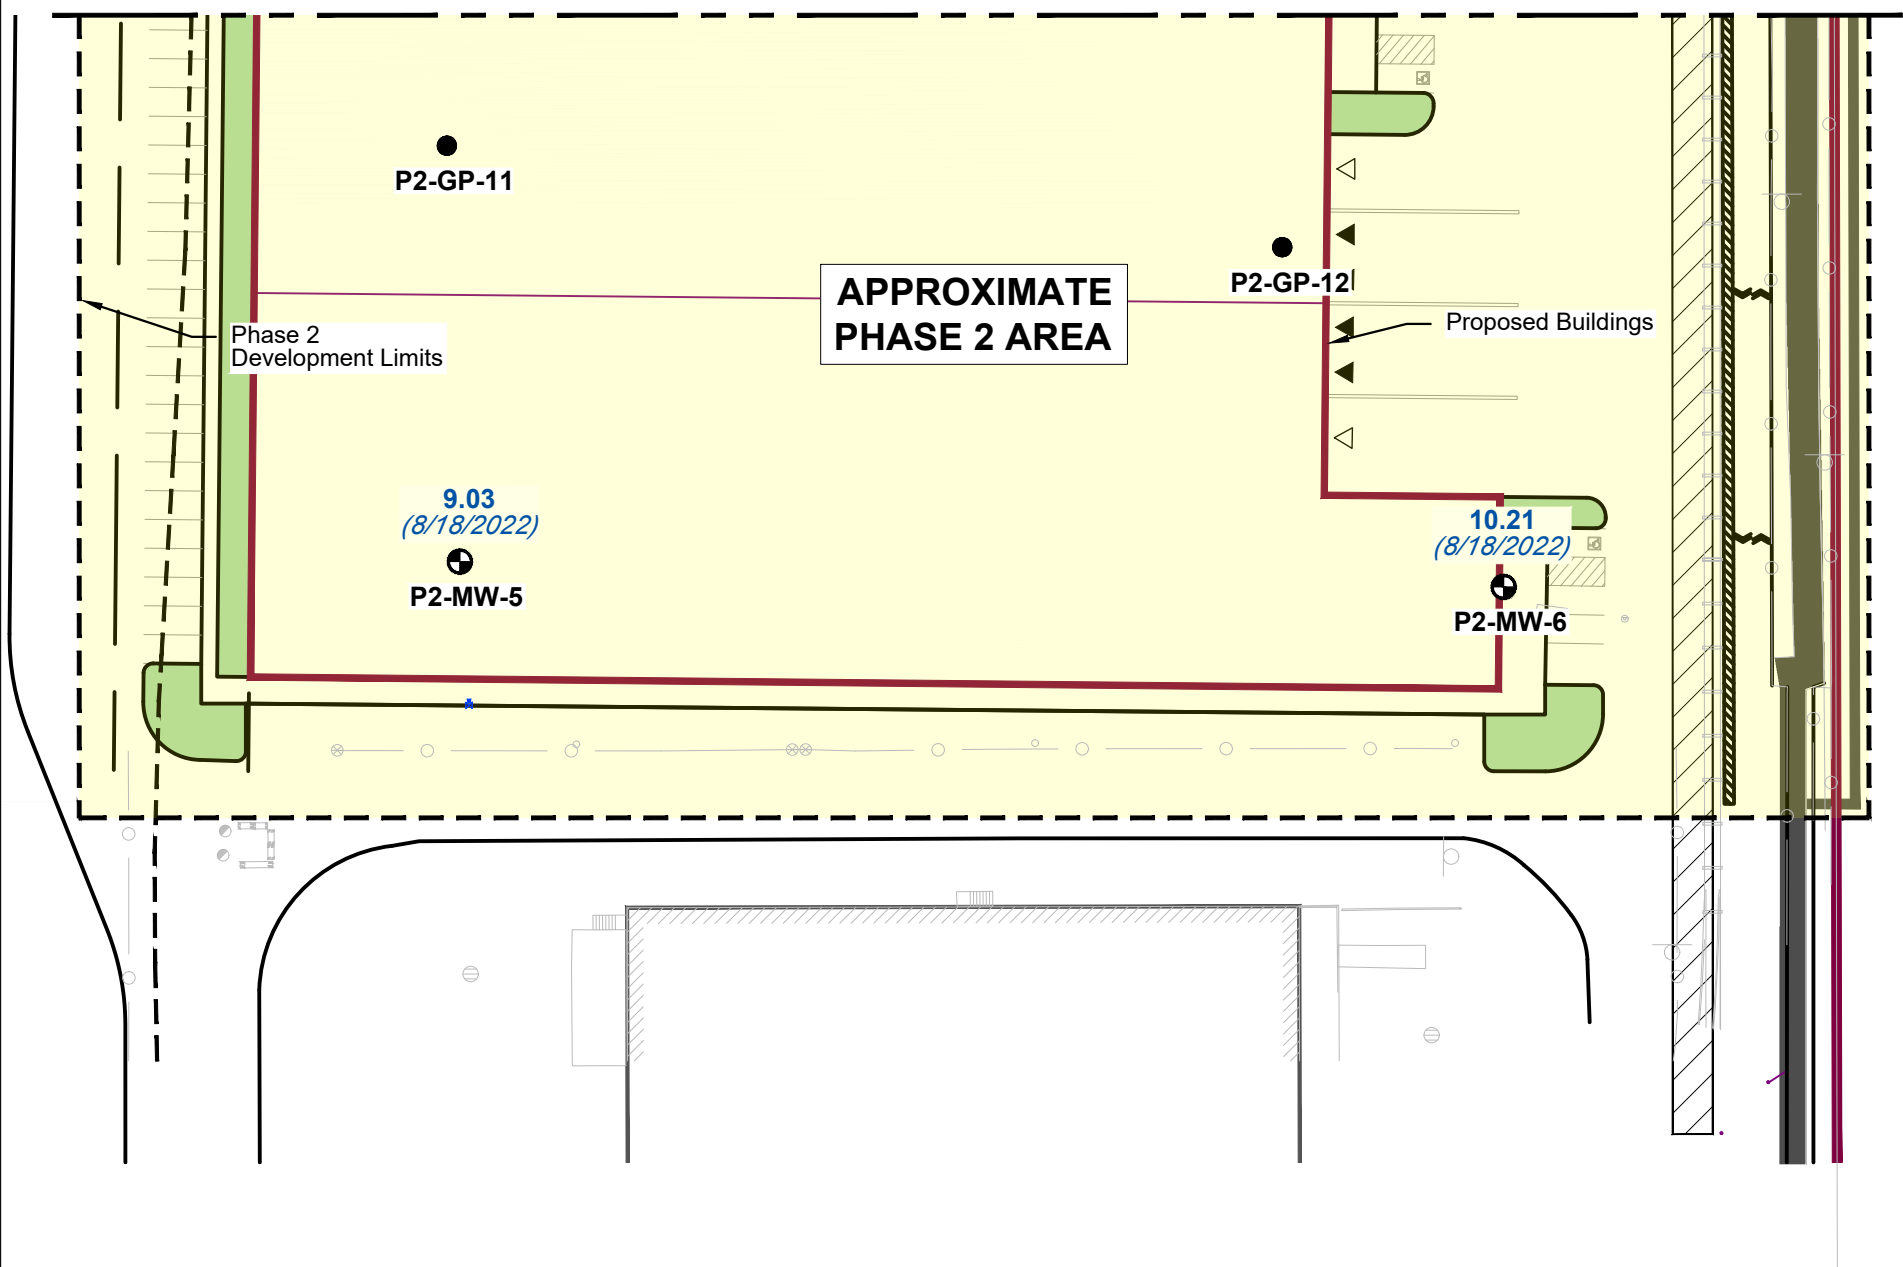 P2-GP-11
P2-GP-12
APPROXIMATE
PHASE 2 AREA
Proposed Buildings
Phase 2
Development Limits
9.03
(8/18/2022)
P2-MW-5
10.21
(8/18/2022)
P2-MW-6